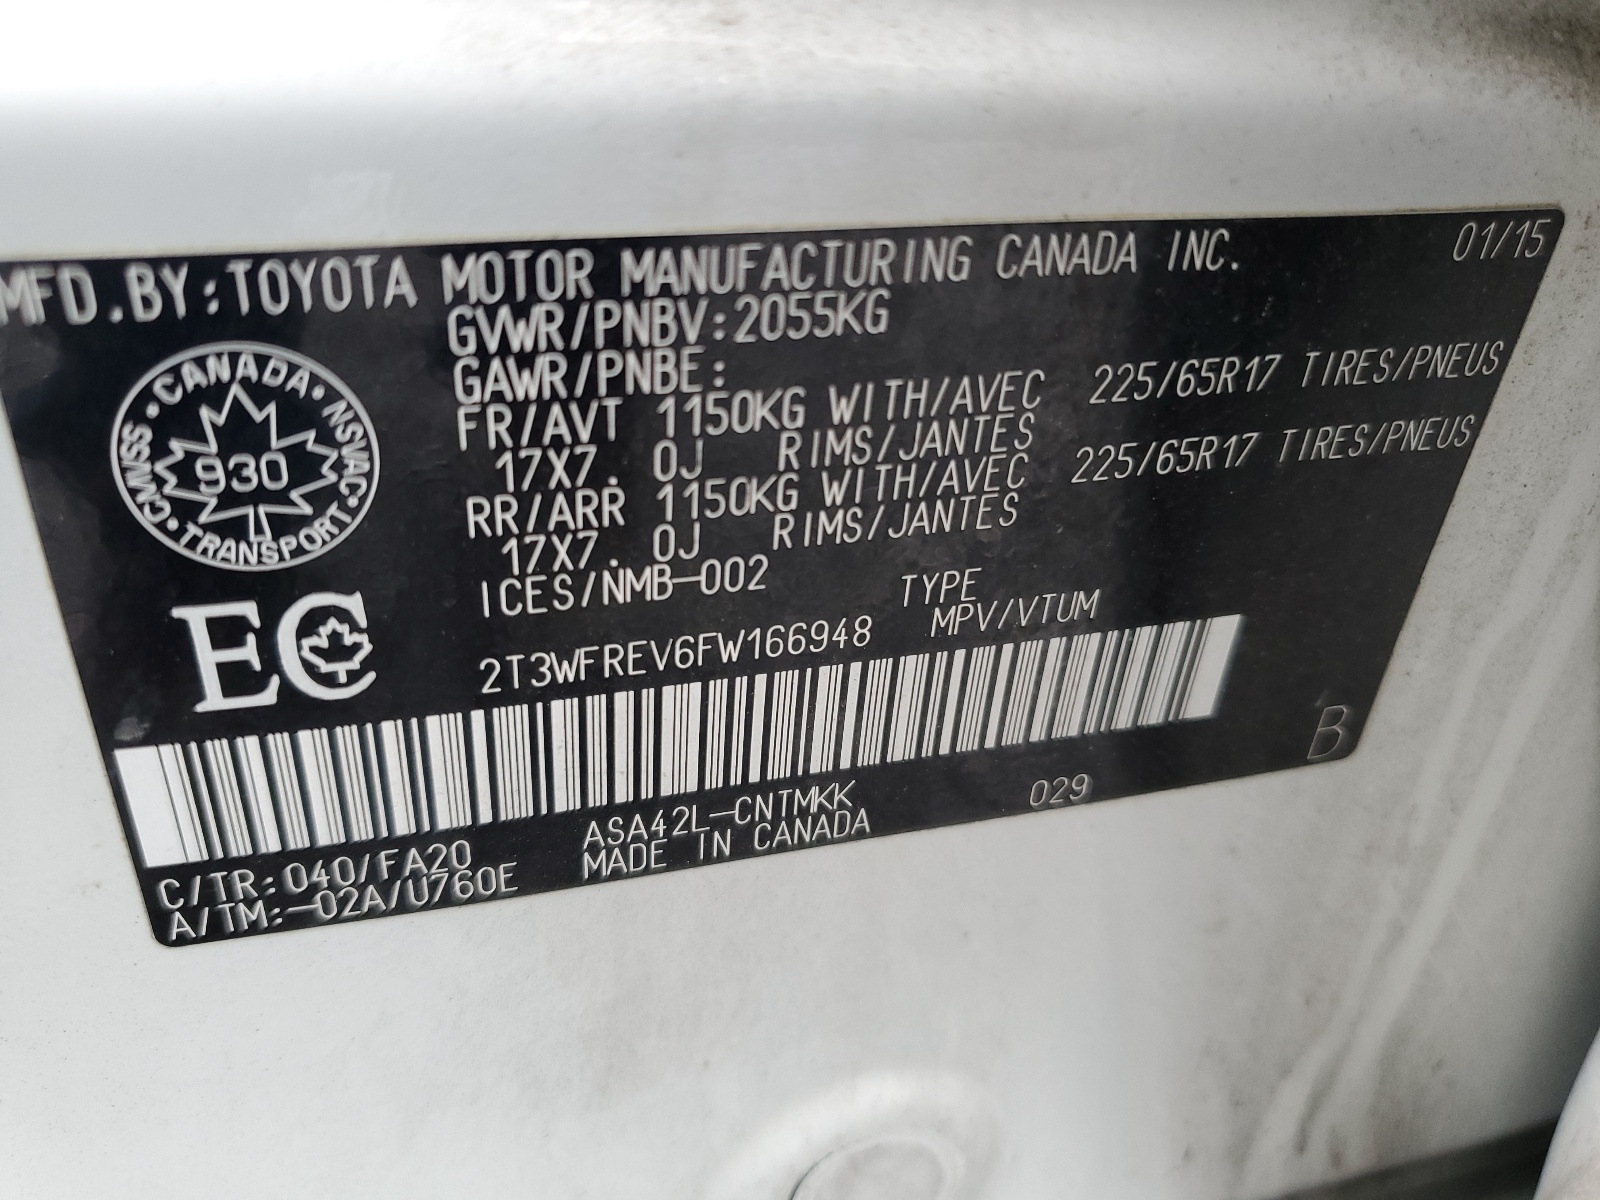 MFD.BY:TOYOTA MOTOR MANUFACTURING CANADA INC. 01/15
GVWR/PNBV:2055KG
GAWR/PNBE:
FR/AVT 1150KG WITH/AVEC 225/65R17 TIRES/PNEUS
17X7. 0J RIMS/JANTES
RR/ARR 1150KG WITH/AVEC 225/65R17 TIRES/PNEUS
17X7. 0J RIMS/JANTES
ICES/NMB-002
CANADA · NSVAC · TRANSPORT · CMVSS ·
930
EC
TYPE
2T3WFREV6FW166948 MPV/VTUM
B
C/TR:040/FA20 ASA42L-CNTMKK 029
A/TM:-02A/U760E MADE IN CANADA